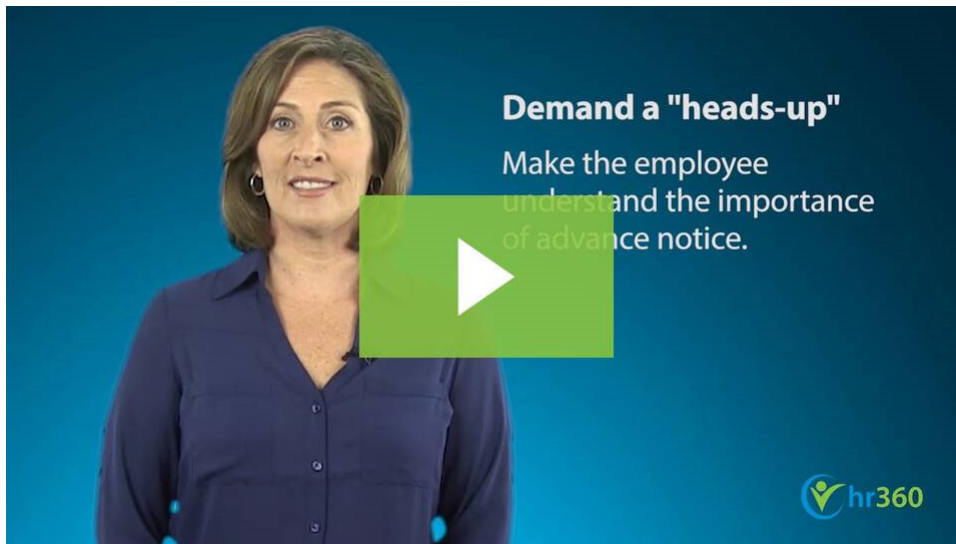 Demand a "heads-up"
Make the employee
understand the importance
of advance notice.
hr360